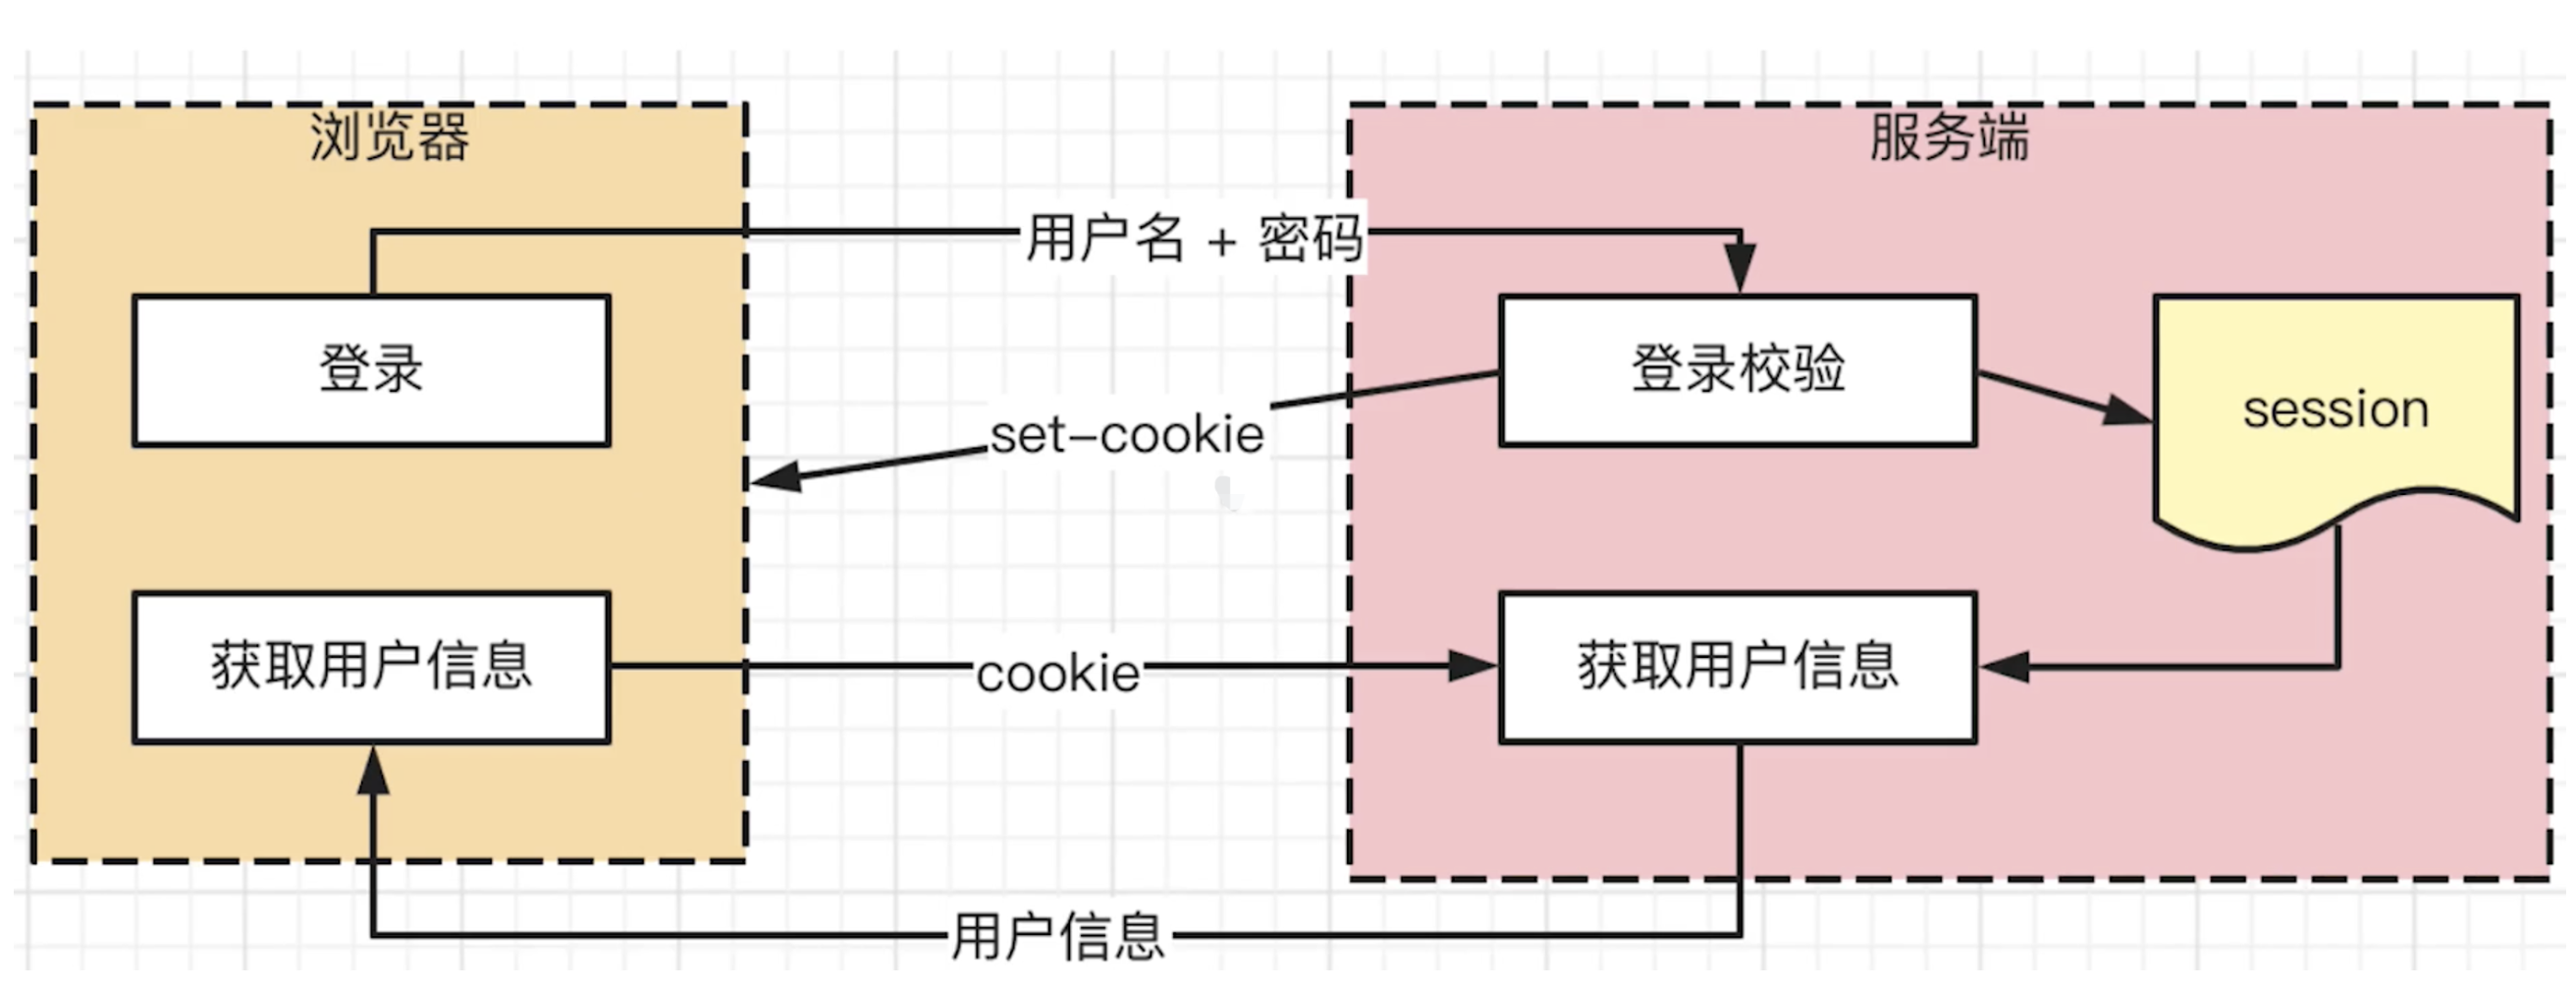 浏览器
服务端
用户名 + 密码
登录
登录校验
session
set-cookie
获取用户信息
cookie
获取用户信息
用户信息